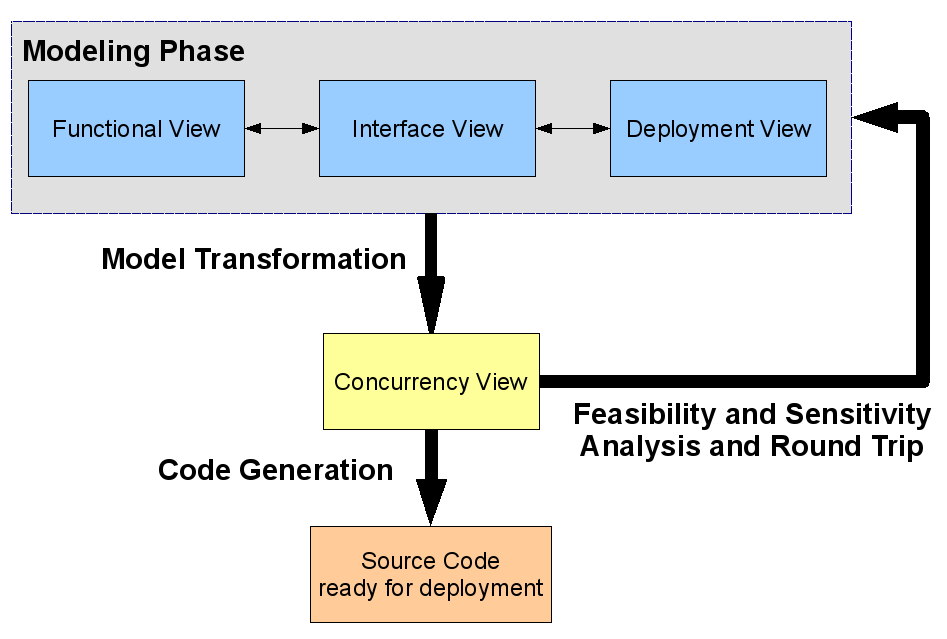 Modeling Phase
Functional View
Interface View
Deployment View
Model Transformation
Concurrency View
Feasibility and Sensitivity
Analysis and Round Trip
Code Generation
Source Code
ready for deployment